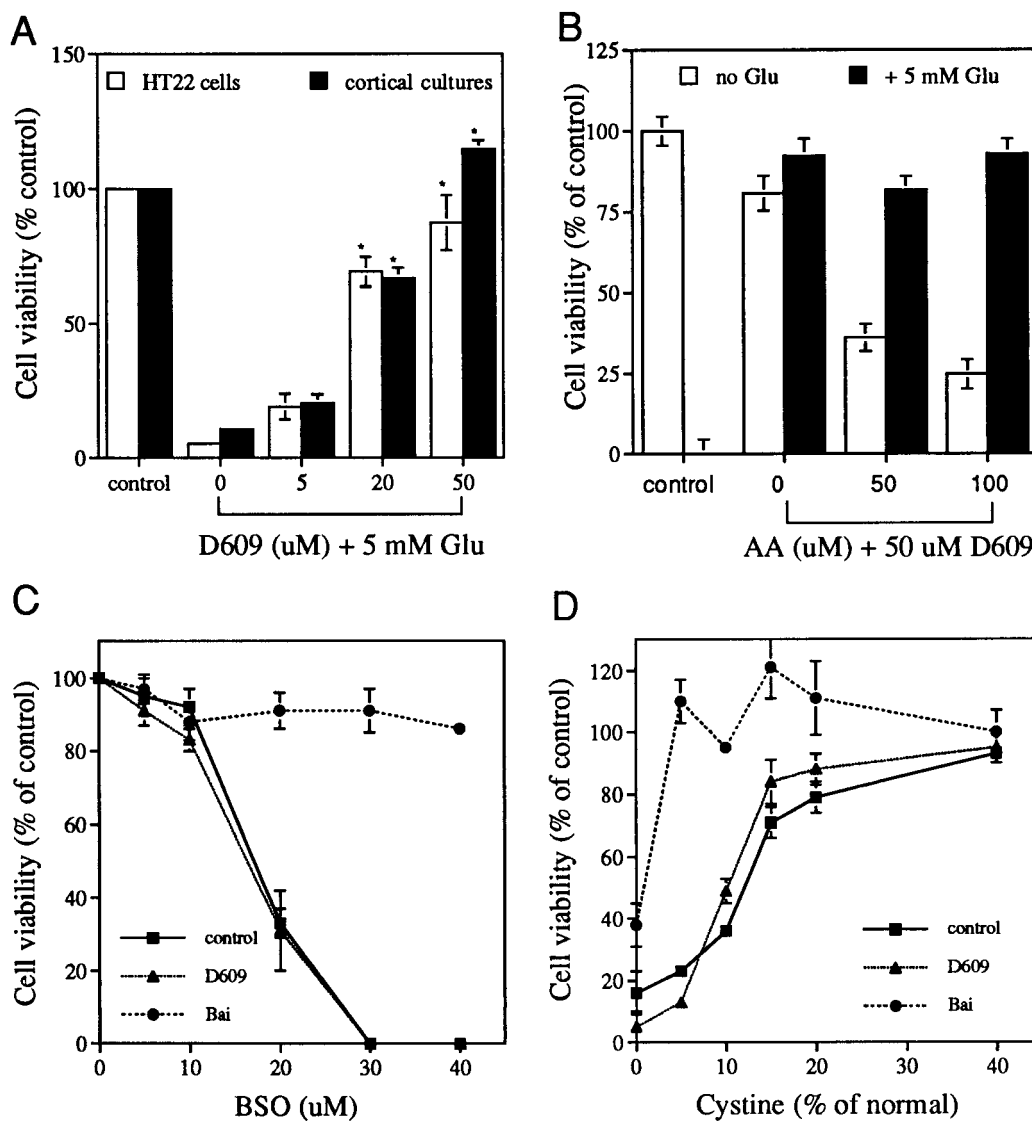 A
150
HT22 cells
cortical cultures
Cell viability (% control)
100
50
0
*
*
*
*
control
0
5
20
50
D609 (uM) + 5 mM Glu
B
125
no Glu
+ 5 mM Glu
Cell viability (% of control)
100
75
50
25
0
control
0
50
100
AA (uM) + 50 uM D609
C
Cell viability (% of control)
100
80
60
40
20
0
control
D609
Bai
0
10
20
30
40
BSO (uM)
D
Cell viability (% of control)
120
100
80
60
40
20
0
control
D609
Bai
0
10
20
30
40
Cystine (% of normal)